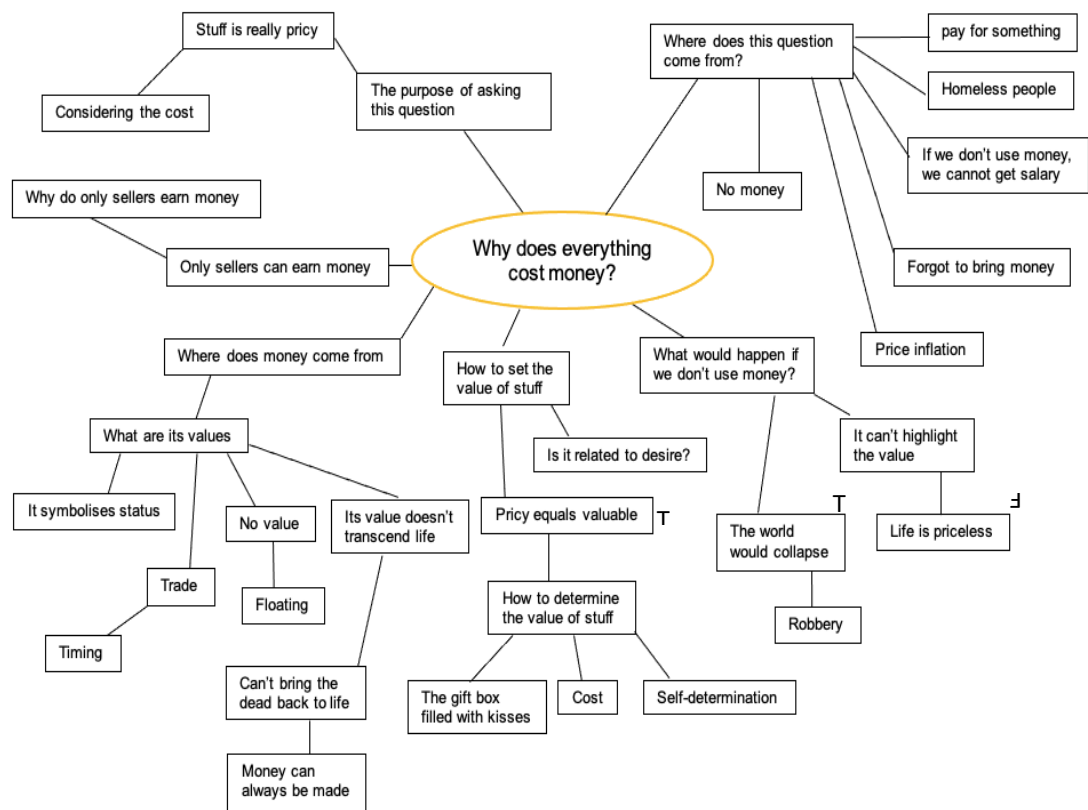 Stuff is really pricy
Considering the cost
The purpose of asking
this question
Where does this question
come from?
pay for something
Homeless people
If we don't use money,
we cannot get salary
No money
Forgot to bring money
Price inflation
Why do only sellers earn money
Only sellers can earn money
Why does everything
cost money?
Where does money come from
What are its values
It symbolises status
Trade
Timing
No value
Floating
Its value doesn't
transcend life
Can't bring the
dead back to life
Money can
always be made
How to set the
value of stuff
Is it related to desire?
Pricy equals valuable
T
How to determine
the value of stuff
The gift box
filled with kisses
Cost
Self-determination
What would happen if
we don't use money?
The world
would collapse
T
Robbery
It can't highlight
the value
Life is priceless
F